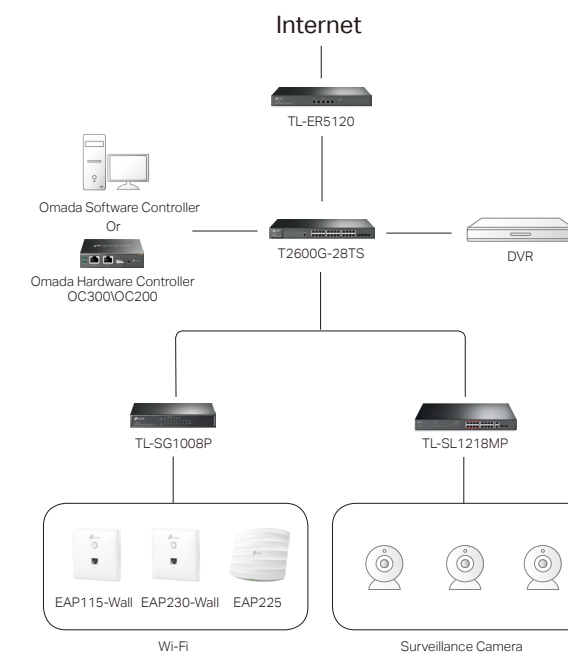 Internet
TL-ER5120
Omada Software Controller
Or
Omada Hardware Controller
OC300\OC200
T2600G-28TS
DVR
TL-SG1008P
TL-SL1218MP
EAP115-Wall EAP230-Wall EAP225
Wi-Fi
Surveillance Camera